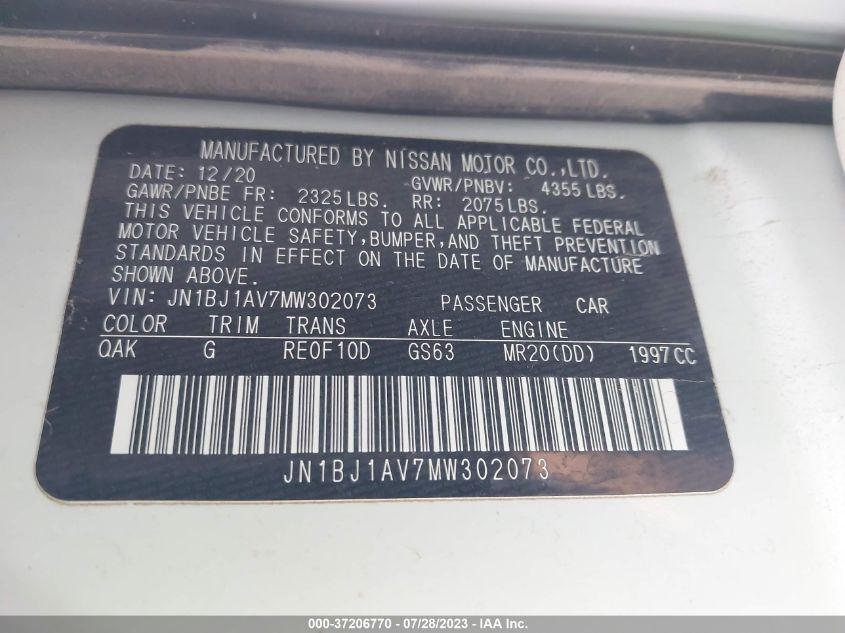 MANUFACTURED BY NISSAN MOTOR CO.,LTD.
DATE: 12/20 GVWR/PNBV: 4355 LBS.
GAWR/PNBE FR: 2325 LBS. RR: 2075 LBS.
THIS VEHICLE CONFORMS TO ALL APPLICABLE FEDERAL
MOTOR VEHICLE SAFETY, BUMPER, AND THEFT PREVENTION
STANDARDS IN EFFECT ON THE DATE OF MANUFACTURE
SHOWN ABOVE.
VIN: JN1BJ1AV7MW302073 PASSENGER CAR
COLOR TRIM TRANS AXLE ENGINE
QAK G RE0F10D GS63 MR20(DD) 1997 CC
JN1BJ1AV7MW302073
000-37206770 - 07/28/2023 - © IAA, Inc.